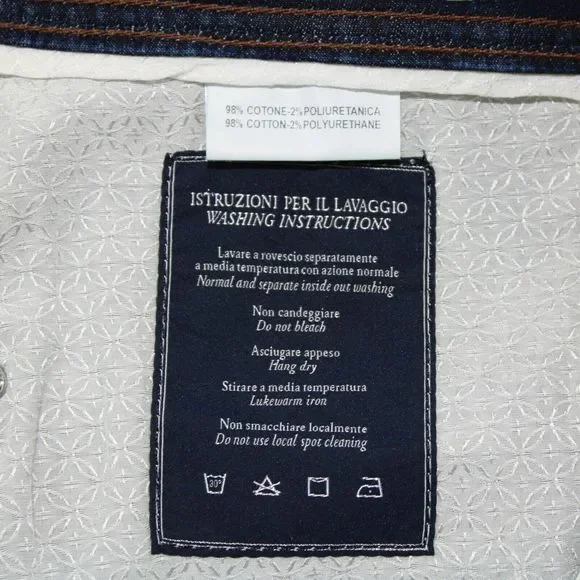 98% COTONE-2% POLIURETANICA
98% COTTON-2% POLYURETHANE
ISTRUZIONI PER IL LAVAGGIO
WASHING INSTRUCTIONS
Lavare a rovescio separatamente
a media temperatura con azione normale
Normal and separate inside out washing
Non candeggiare
Do not bleach
Asciugare appeso
Hang dry
Stirare a media temperatura
Lukewarm iron
Non smacchiare localmente
Do not use local spot cleaning
30°